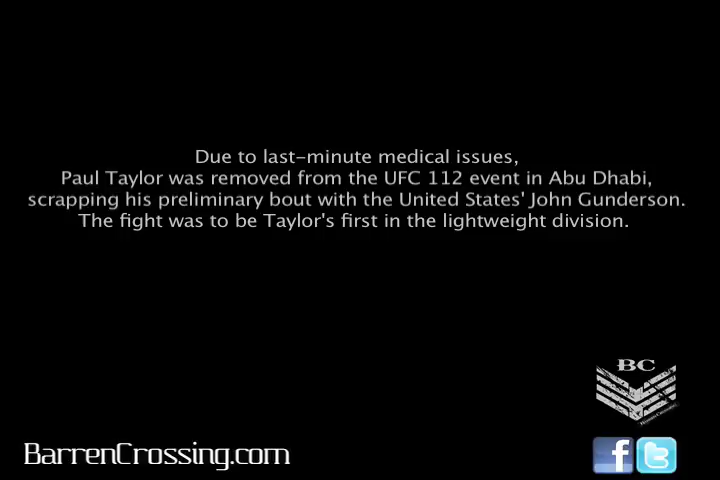 Due to last-minute medical issues,
Paul Taylor was removed from the UFC 112 event in Abu Dhabi,
scrapping his preliminary bout with the United States' John Gunderson.
The fight was to be Taylor's first in the lightweight division.
BC
BarrenCrossing.com
f
t